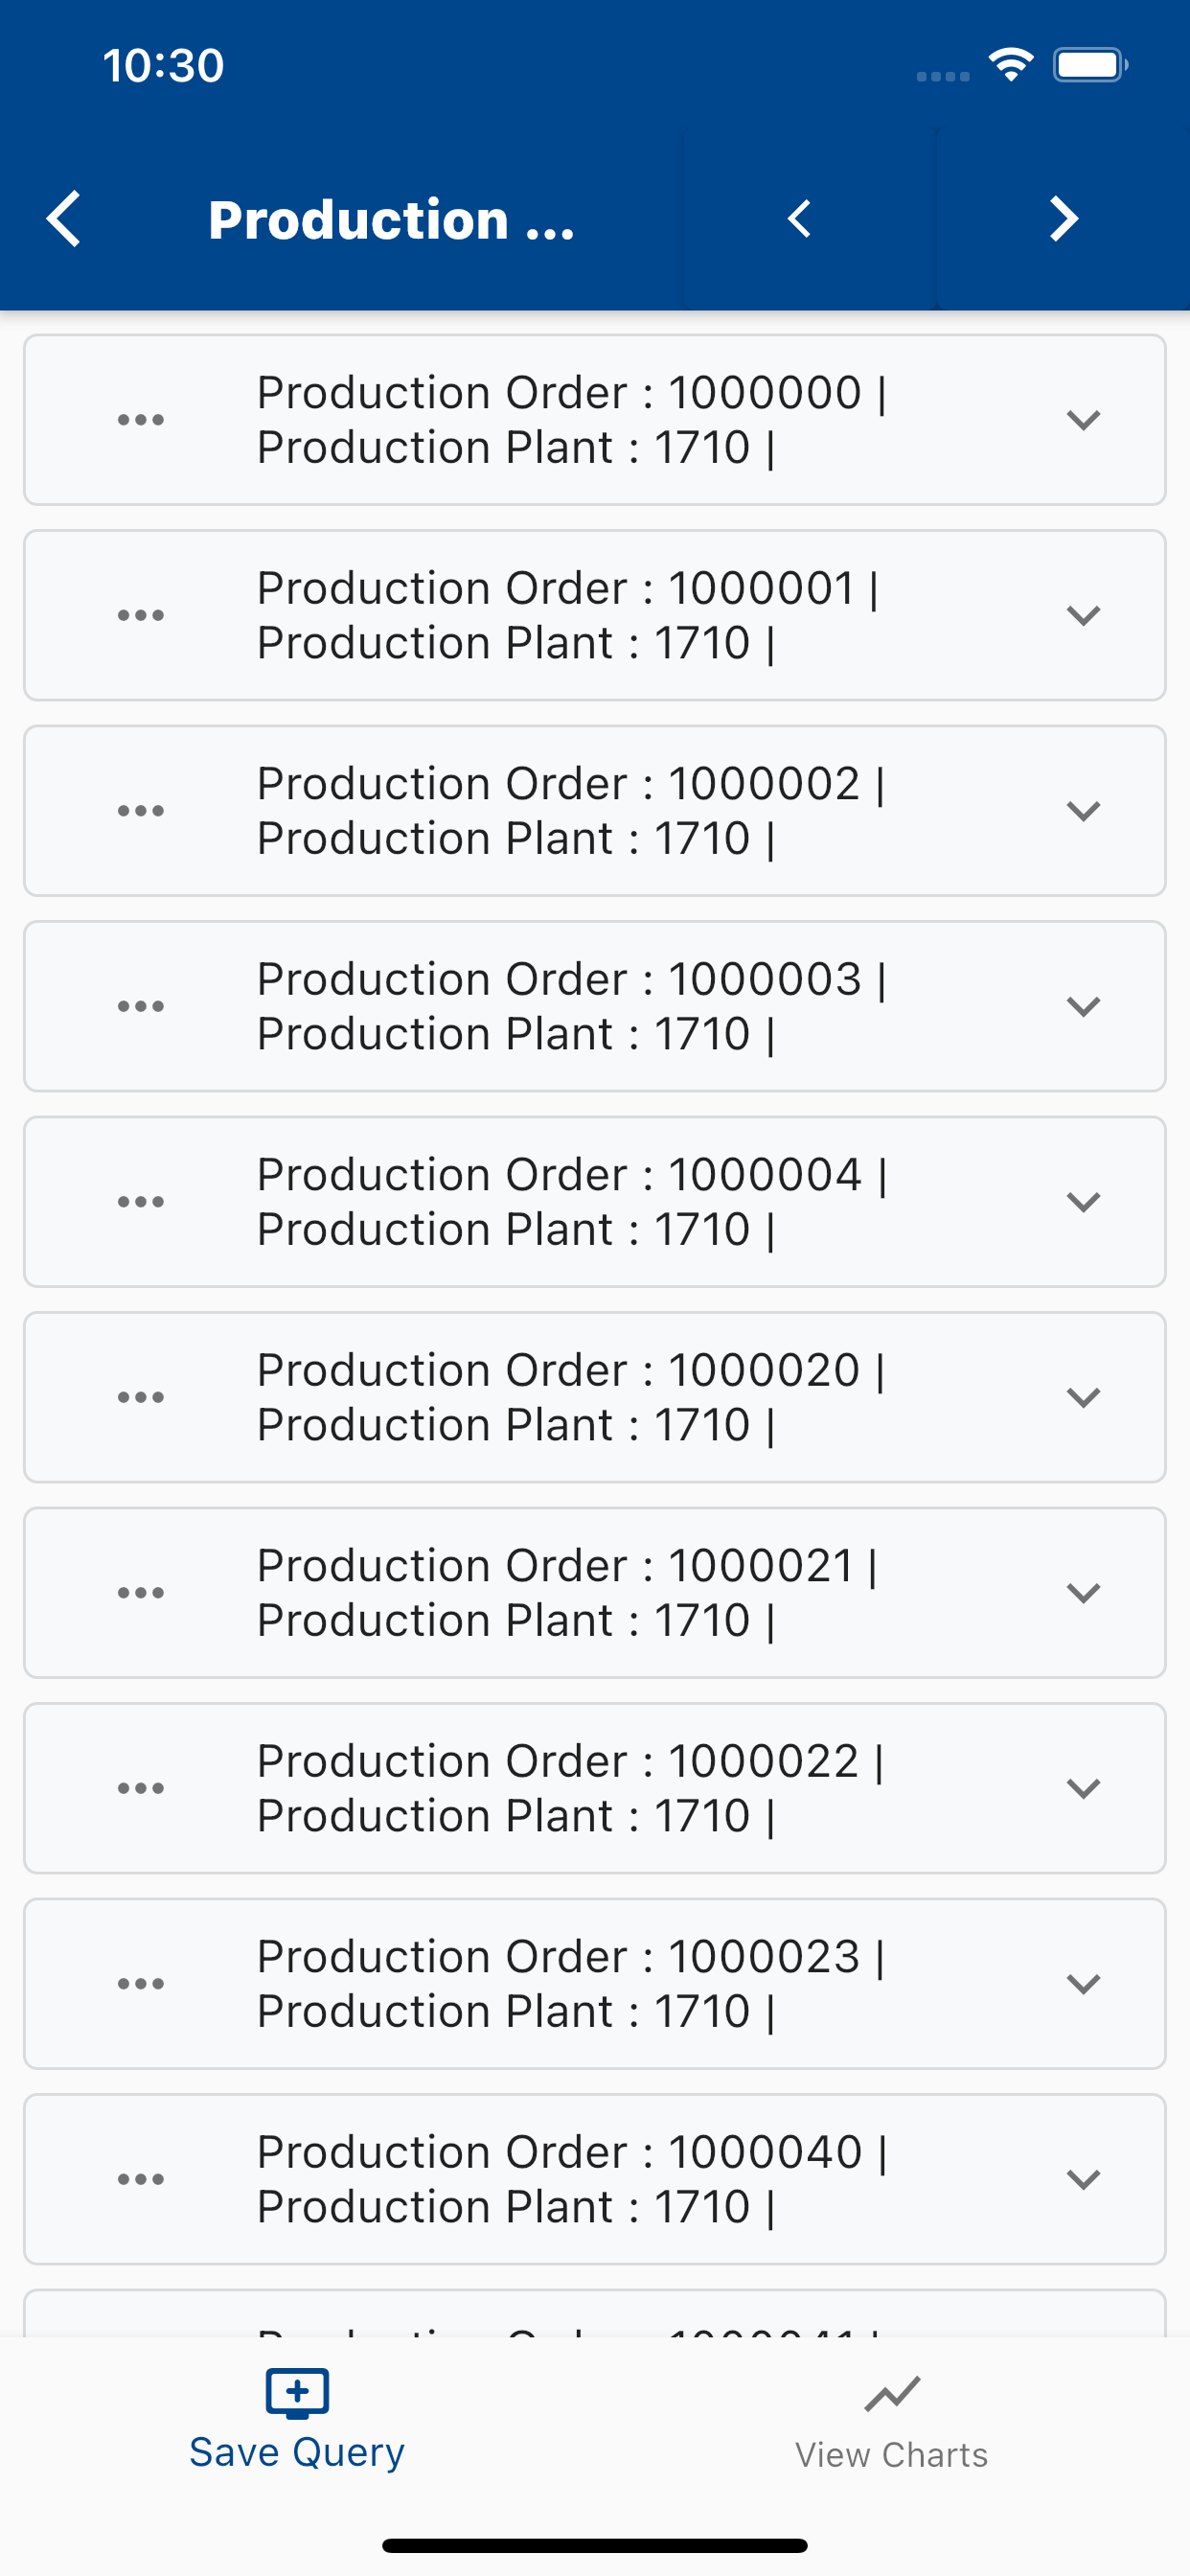 10:30
Production ...
Production Order : 1000000 |
Production Plant : 1710 |
Production Order : 1000001 |
Production Plant : 1710 |
Production Order : 1000002 |
Production Plant : 1710 |
Production Order : 1000003 |
Production Plant : 1710 |
Production Order : 1000004 |
Production Plant : 1710 |
Production Order : 1000020 |
Production Plant : 1710 |
Production Order : 1000021 |
Production Plant : 1710 |
Production Order : 1000022 |
Production Plant : 1710 |
Production Order : 1000023 |
Production Plant : 1710 |
Production Order : 1000040 |
Production Plant : 1710 |
Save Query
View Charts